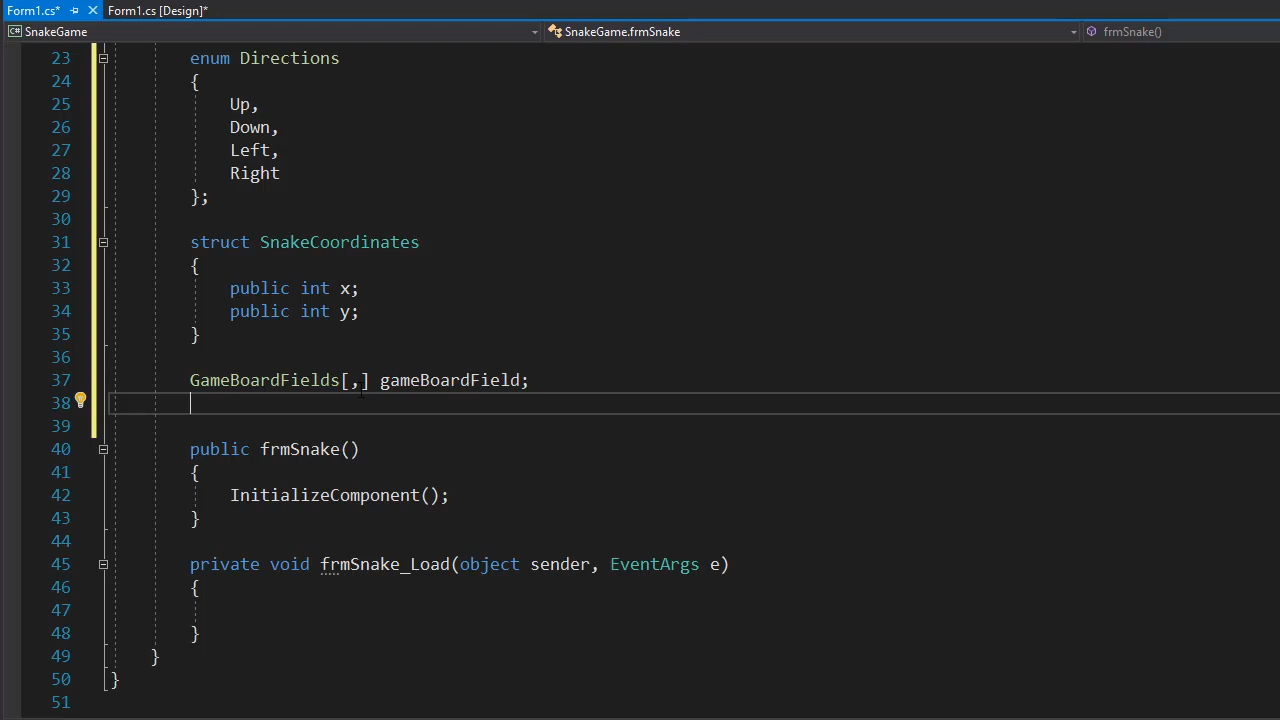 Form1.cs* Form1.cs [Design]*
SnakeGame SnakeGame.frmSnake frmSnake()
23 enum Directions
24 {
25 Up,
26 Down,
27 Left,
28 Right
29 };
30
31 struct SnakeCoordinates
32 {
33 public int x;
34 public int y;
35 }
36
37 GameBoardFields[,] gameBoardField;
38
39
40 public frmSnake()
41 {
42 InitializeComponent();
43 }
44
45 private void frmSnake_Load(object sender, EventArgs e)
46 {
47
48 }
49 }
50 }
51